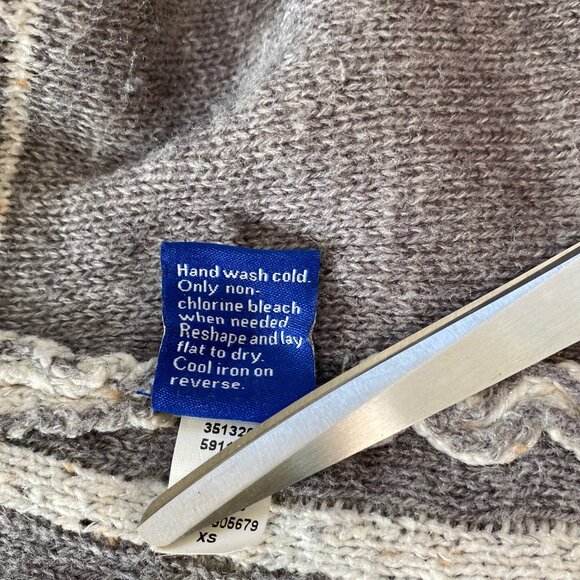 Hand wash cold.
Only non-
chlorine bleach
when needed
Reshape and lay
flat to dry.
Cool iron on
reverse.
XS